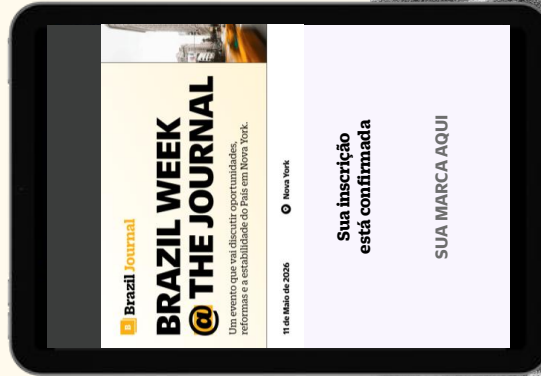 B
Brazil Journal
BRAZIL WEEK
@ THE JOURNAL
Um evento que vai discutir oportunidades,
reformas e a estabilidade do País em Nova York.
11 de Maio de 2026
Nova York
Sua inscrição
está confirmada
SUA MARCA AQUI